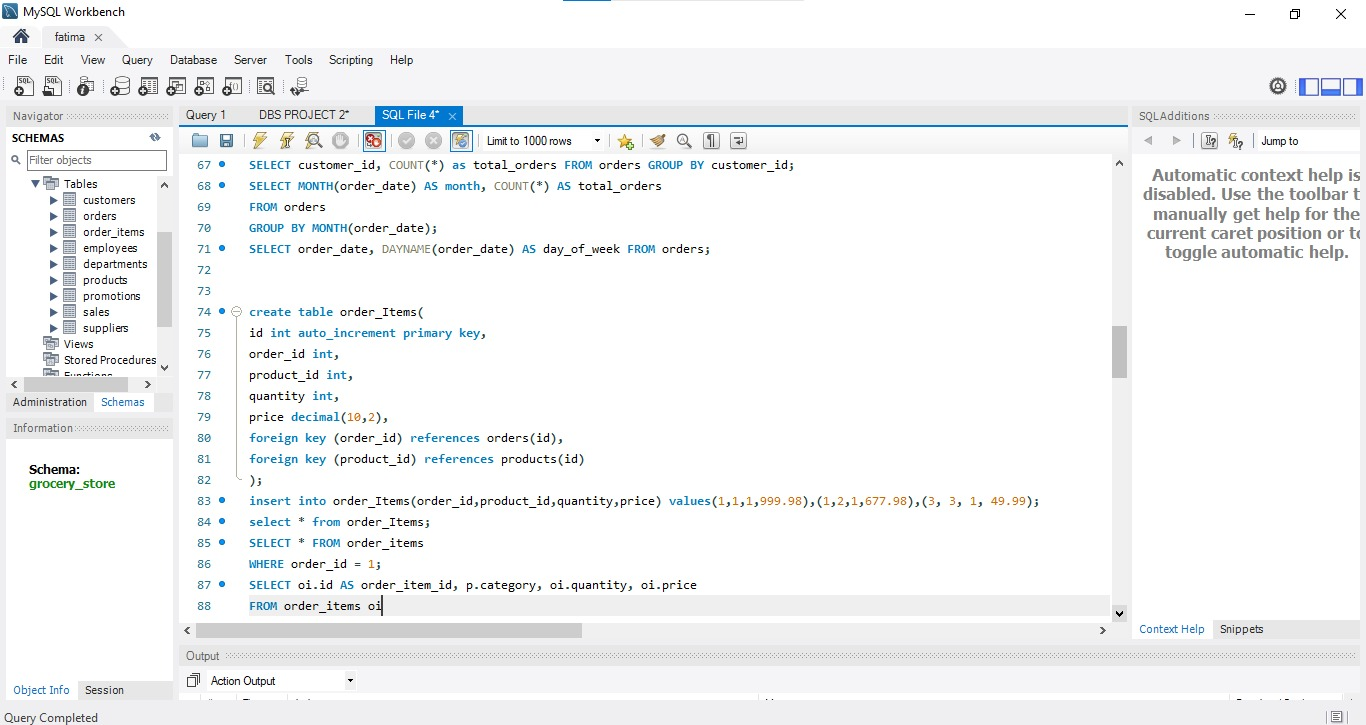 MySQL Workbench
fatima
File Edit View Query Database Server Tools Scripting Help
Navigator
SCHEMAS
Filter objects
Tables
customers
orders
order_items
employees
departments
products
promotions
sales
suppliers
Views
Stored Procedures
Functions
Administration Schemas
Information
Schema:
grocery_store
Object Info Session
Query Completed
Query 1 DBS PROJECT 2* SQL File 4*
Limit to 1000 rows
67 SELECT customer_id, COUNT(*) as total_orders FROM orders GROUP BY customer_id;
68 SELECT MONTH(order_date) AS month, COUNT(*) AS total_orders
69 FROM orders
70 GROUP BY MONTH(order_date);
71 SELECT order_date, DAYNAME(order_date) AS day_of_week FROM orders;
72
73
74 create table order_Items(
75 id int auto_increment primary key,
76 order_id int,
77 product_id int,
78 quantity int,
79 price decimal(10,2),
80 foreign key (order_id) references orders(id),
81 foreign key (product_id) references products(id)
82 );
83 insert into order_Items(order_id,product_id,quantity,price) values(1,1,1,999.98),(1,2,1,677.98),(3, 3, 1, 49.99);
84 select * from order_Items;
85 SELECT * FROM order_items
86 WHERE order_id = 1;
87 SELECT oi.id AS order_item_id, p.category, oi.quantity, oi.price
88 FROM order_items oi
Output
Action Output
SQLAdditions
Jump to
Automatic context help is
disabled. Use the toolbar t
manually get help for the
current caret position or to
toggle automatic help.
Context Help Snippets